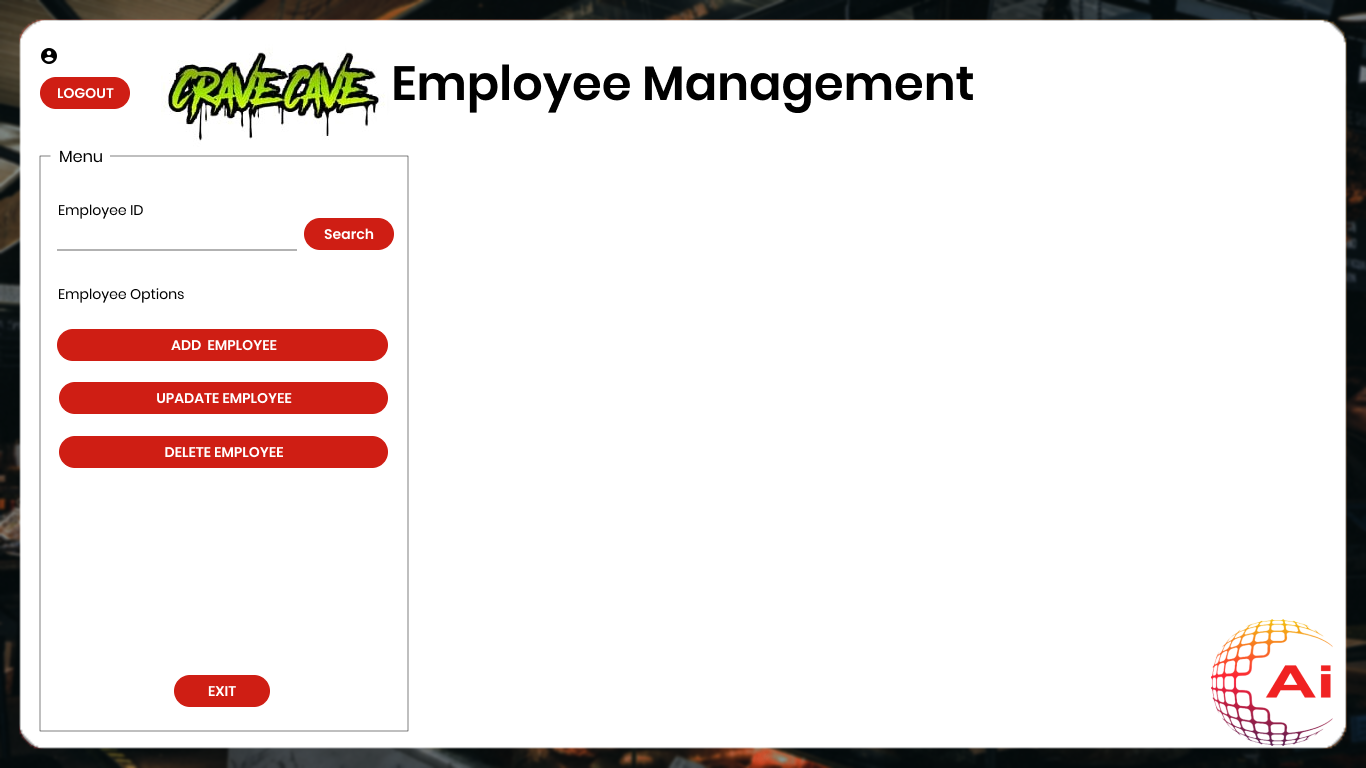 LOGOUT
CRAVE CAVE
Employee Management
Menu
Employee ID
Search
Employee Options
ADD  EMPLOYEE
UPADATE EMPLOYEE
DELETE EMPLOYEE
EXIT
Ai